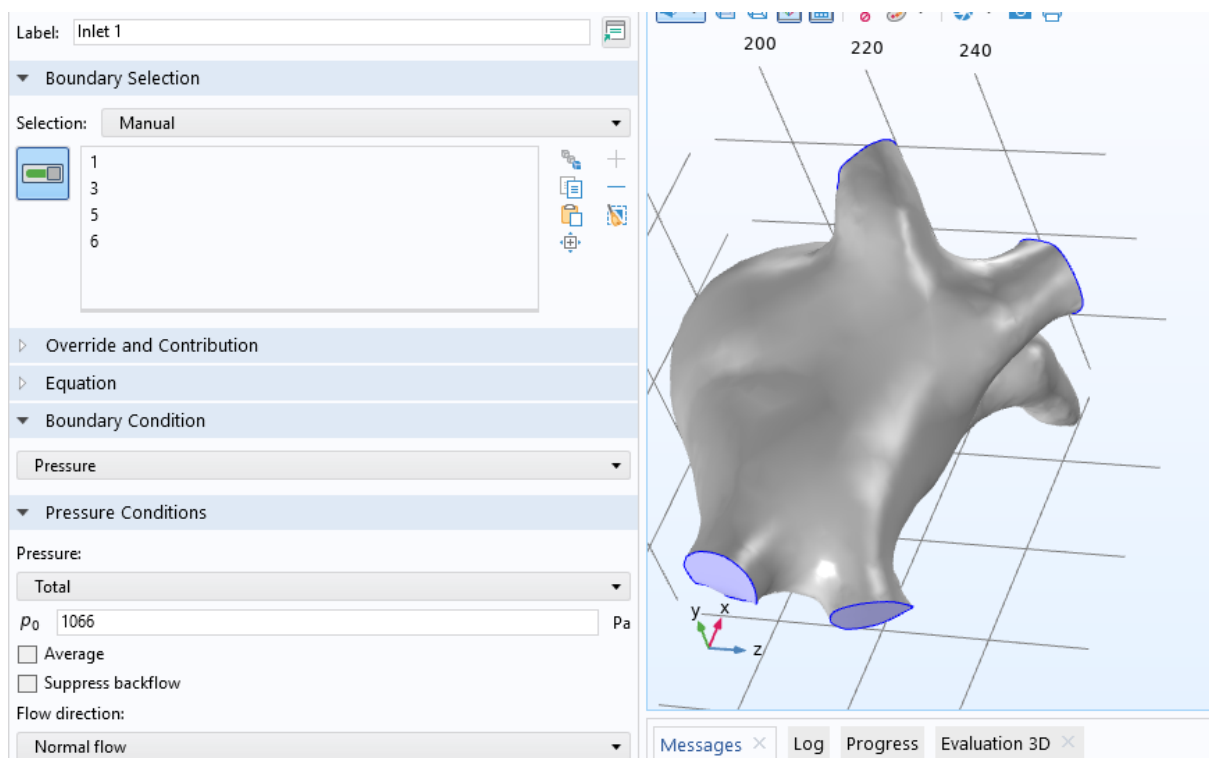 Label: Inlet 1
Boundary Selection
Selection: Manual
1
3
5
6
Override and Contribution
Equation
Boundary Condition
Pressure
Pressure Conditions
Pressure:
Total
p0 1066 Pa
Average
Suppress backflow
Flow direction:
Normal flow
200 220 240
y x
z
Messages Log Progress Evaluation 3D